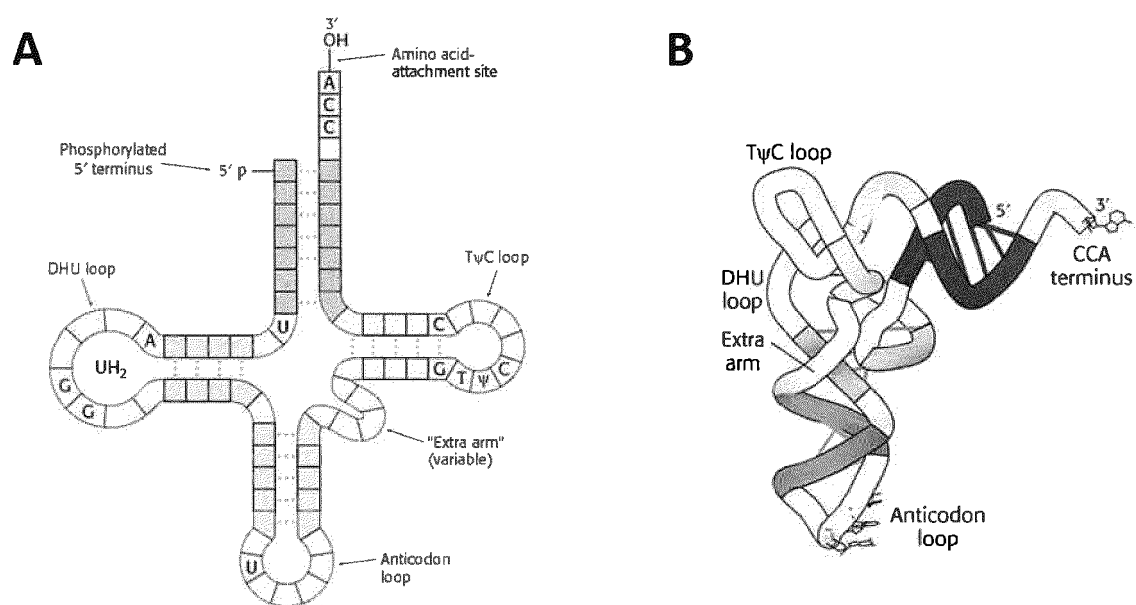 A
3′
OH
Amino acid-
attachment site
A
C
C
Phosphorylated
5′ terminus
5′ p
DHU loop
TψC loop
A
U
C
UH2
G
G
G
T
ψ
C
"Extra arm"
(variable)
U
Anticodon
loop
B
TψC loop
5′
3′
CCA
terminus
DHU
loop
Extra
arm
Anticodon
loop